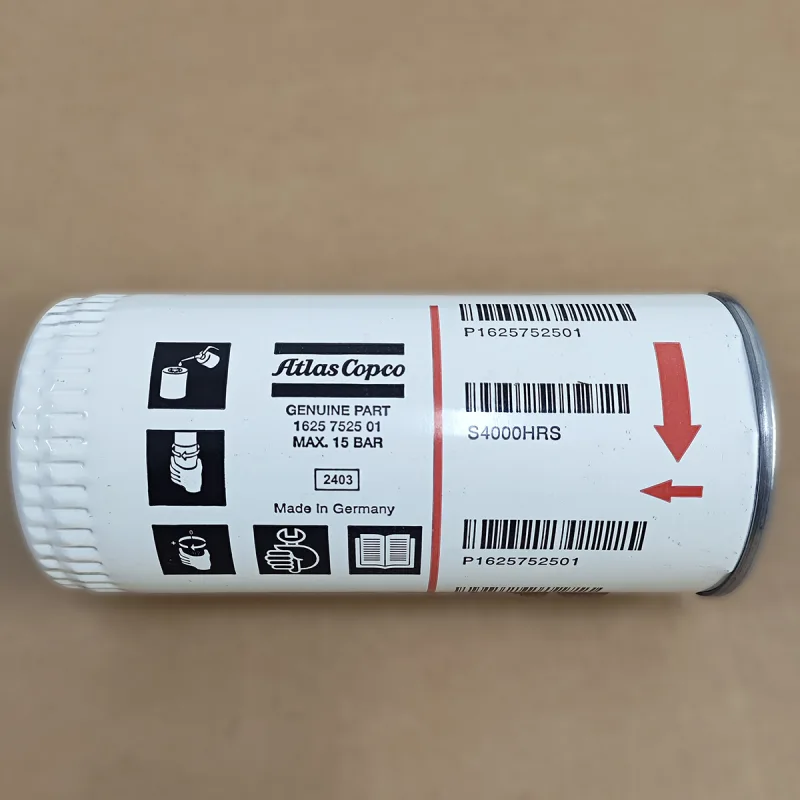 Atlas Copco
GENUINE PART
1625 7525 01
MAX. 15 BAR
2403
Made In Germany
P1625752501
S4000HRS
P1625752501